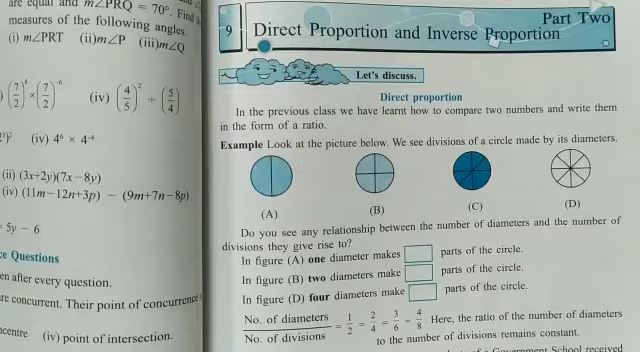 are equal and m∠PRQ = 70°. Find
measures of the following angles.
(i) m∠PRT (ii) m∠P (iii) m∠Q
(iv) (4/5)² ÷ (5/4)
(iv) 4⁶ × 4⁻⁴
(ii) (3x+2y)(7x−8y)
(iv) (11m−12n+3p) − (9m+7n−8p)
5y − 6
Questions
after every question.
concurrent. Their point of concurrence
(iv) point of intersection.
Part Two
9 Direct Proportion and Inverse Proportion
Let's discuss.
Direct proportion
In the previous class we have learnt how to compare two numbers and write them
in the form of a ratio.
Example Look at the picture below. We see divisions of a circle made by its diameters.
(A) (B) (C) (D)
Do you see any relationship between the number of diameters and the number of
divisions they give rise to?
In figure (A) one diameter makes parts of the circle.
In figure (B) two diameters make parts of the circle.
In figure (D) four diameters make parts of the circle.
No. of diameters / No. of divisions = 1/2 = 2/4 = 3/6 = 4/8 . Here, the ratio of the number of diameters
to the number of divisions remains constant.
Government School received